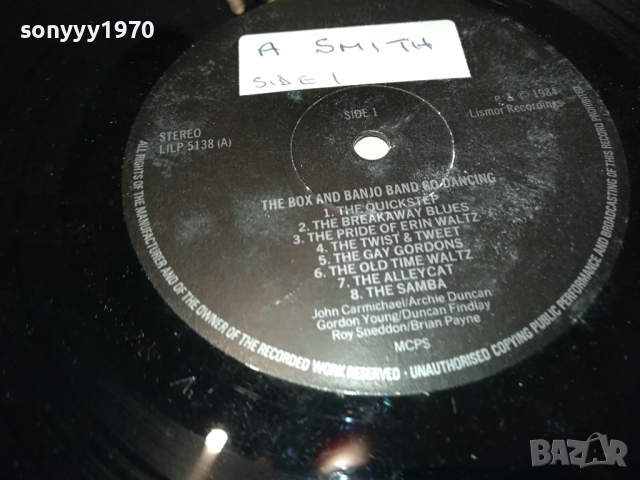 sonyyy1970
A SMITH
SIDE 1
SIDE 1
P & © 1984
Lismor Recordings
STEREO
LILP 5138 (A)
THE BOX AND BANJO BAND GO DANCING
1. THE QUICKSTEP
2. THE BREAKAWAY BLUES
3. THE PRIDE OF ERIN WALTZ
4. THE TWIST & TWEET
5. THE GAY GORDONS
6. THE OLD TIME WALTZ
7. THE ALLEYCAT
8. THE SAMBA
John Carmichael/Archie Duncan
Gordon Young/Duncan Findlay
Roy Sneddon/Brian Payne
MCPS
ALL RIGHTS OF THE MANUFACTURER AND OF THE OWNER OF THE RECORDED WORK RESERVED · UNAUTHORISED COPYING PUBLIC PERFORMANCE AND BROADCASTING OF THIS RECORD PROHIBITED
BAZAR